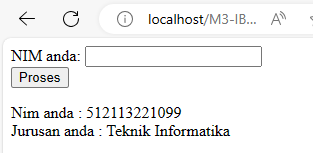 localhost/M3-IB...
NIM anda:
Proses
Nim anda : 512113221099
Jurusan anda : Teknik Informatika